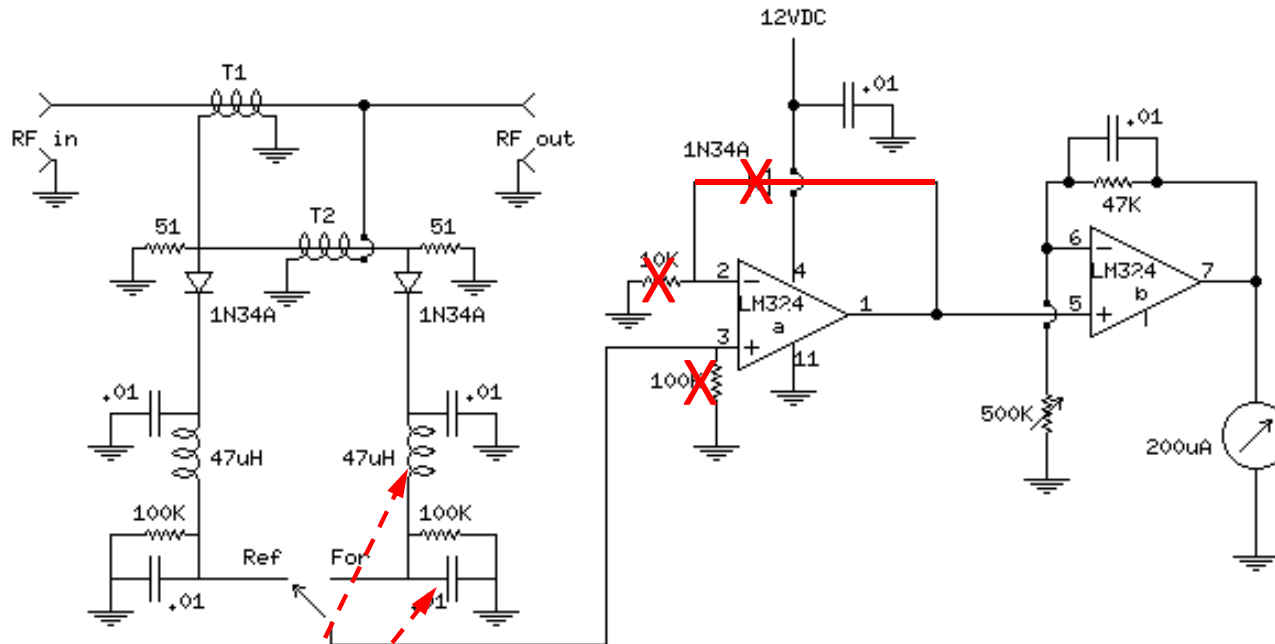 12VDC
T1
.01
.01
RF in
RF out
1N34A
47K
51
T2
51
10K
2
4
LM324
a
1
3
11
100K
6
LM324
b
7
5
1N34A
1N34A
.01
.01
500K
200uA
47uH
47uH
100K
100K
Ref
For
.01
.01